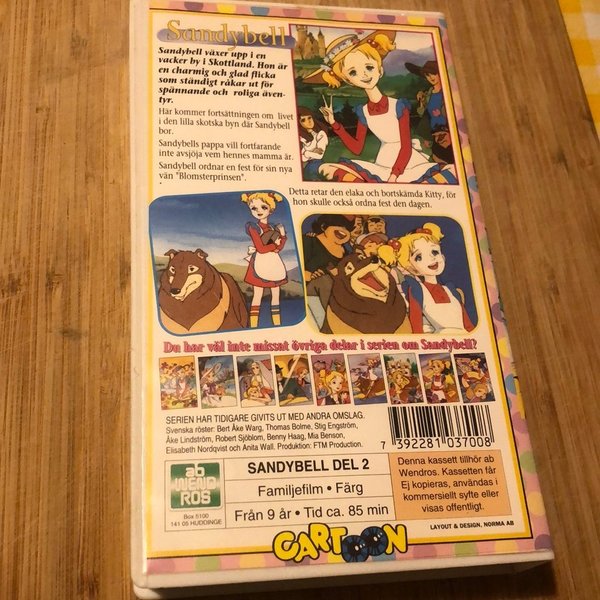 Sandybell
Sandybell växer upp i en
vacker by i Skottland. Hon är
en charmig och glad flicka
som ständigt råkar ut för
spännande och roliga även-
tyr.
Här kommer fortsättningen om livet
i den lilla skotska byn där Sandybell
bor.
Sandybells pappa vill fortfarande
inte avsjöja vem hennes mamma är.
Sandybell ordnar en fest för sin nya
vän "Blomsterprinsen".
Detta retar den elaka och bortskämda Kitty, för
hon skulle också ordna fest den dagen.
Du har väl inte missat övriga delar i serien om Sandybell?
SERIEN HAR TIDIGARE GIVITS UT MED ANDRA OMSLAG.
Svenska röster: Bert Åke Warg, Thomas Bolme, Stig Engström,
Åke Lindström, Robert Sjöblom, Benny Haag, Mia Benson,
Elisabeth Nordqvist och Anita Wall. Produktion: FTM Production.
7 392281 037008
ab
WEND
ROS
Box 5100
141 05 HUDDINGE
SANDYBELL DEL 2
Familjefilm • Färg
Från 9 år • Tid ca. 85 min
Denna kassett tillhör ab
Wendros. Kassetten får
Ej kopieras, användas i
kommersiellt syfte eller
visas offentligt.
LAYOUT & DESIGN, NORMA AB
CARTOON